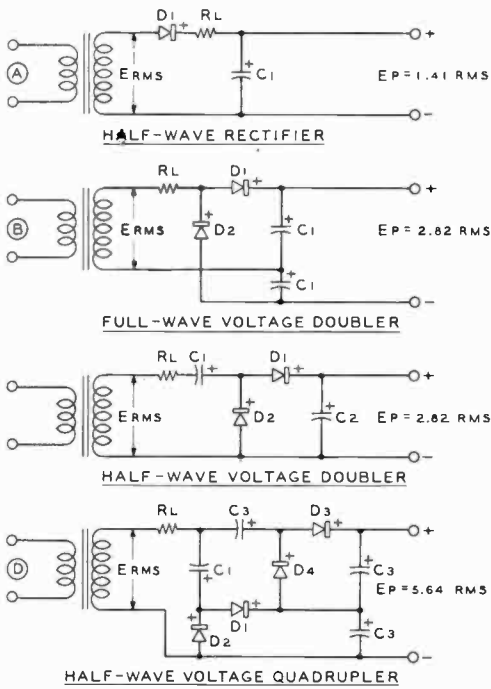 D1 + RL
+
A
ERMS
+
C1
EP=1.41 RMS
-
HALF-WAVE RECTIFIER
RL
D1
+
+
B
ERMS
D2
+
C1
EP=2.82 RMS
+
C1
-
FULL-WAVE VOLTAGE DOUBLER
RL C1
+
D1
+
+
ERMS
D2
+
C2
EP=2.82 RMS
-
HALF-WAVE VOLTAGE DOUBLER
RL
C3
+
D3
+
+
D
ERMS
C1
+
D4
+
C3
EP=5.64 RMS
D2
D1
+
+
C3
-
HALF-WAVE VOLTAGE QUADRUPLER